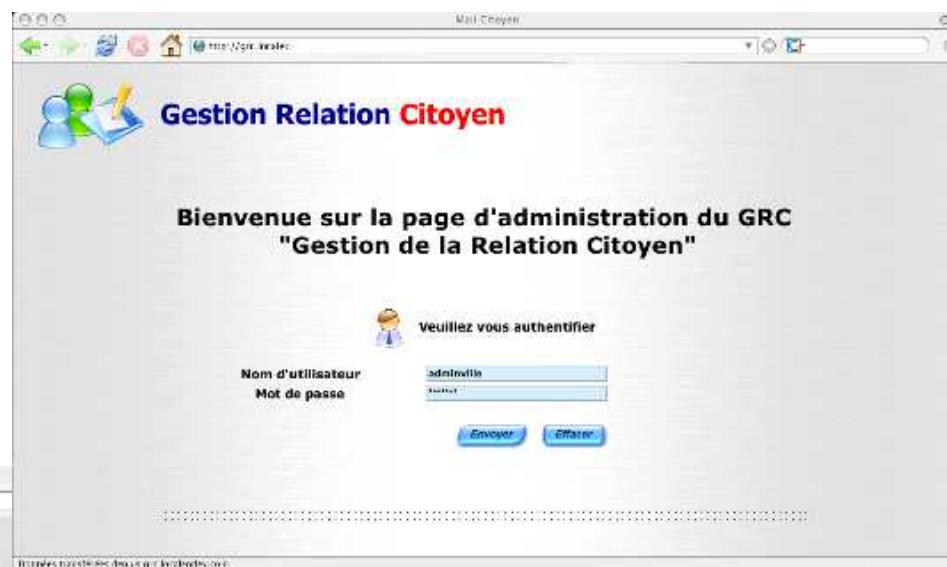 Mail Citoyen
Gestion Relation Citoyen
Bienvenue sur la page d'administration du GRC
"Gestion de la Relation Citoyen"
Veuillez vous authentifier
Nom d'utilisateur
adminville
Mot de passe
Envoyer
Effacer